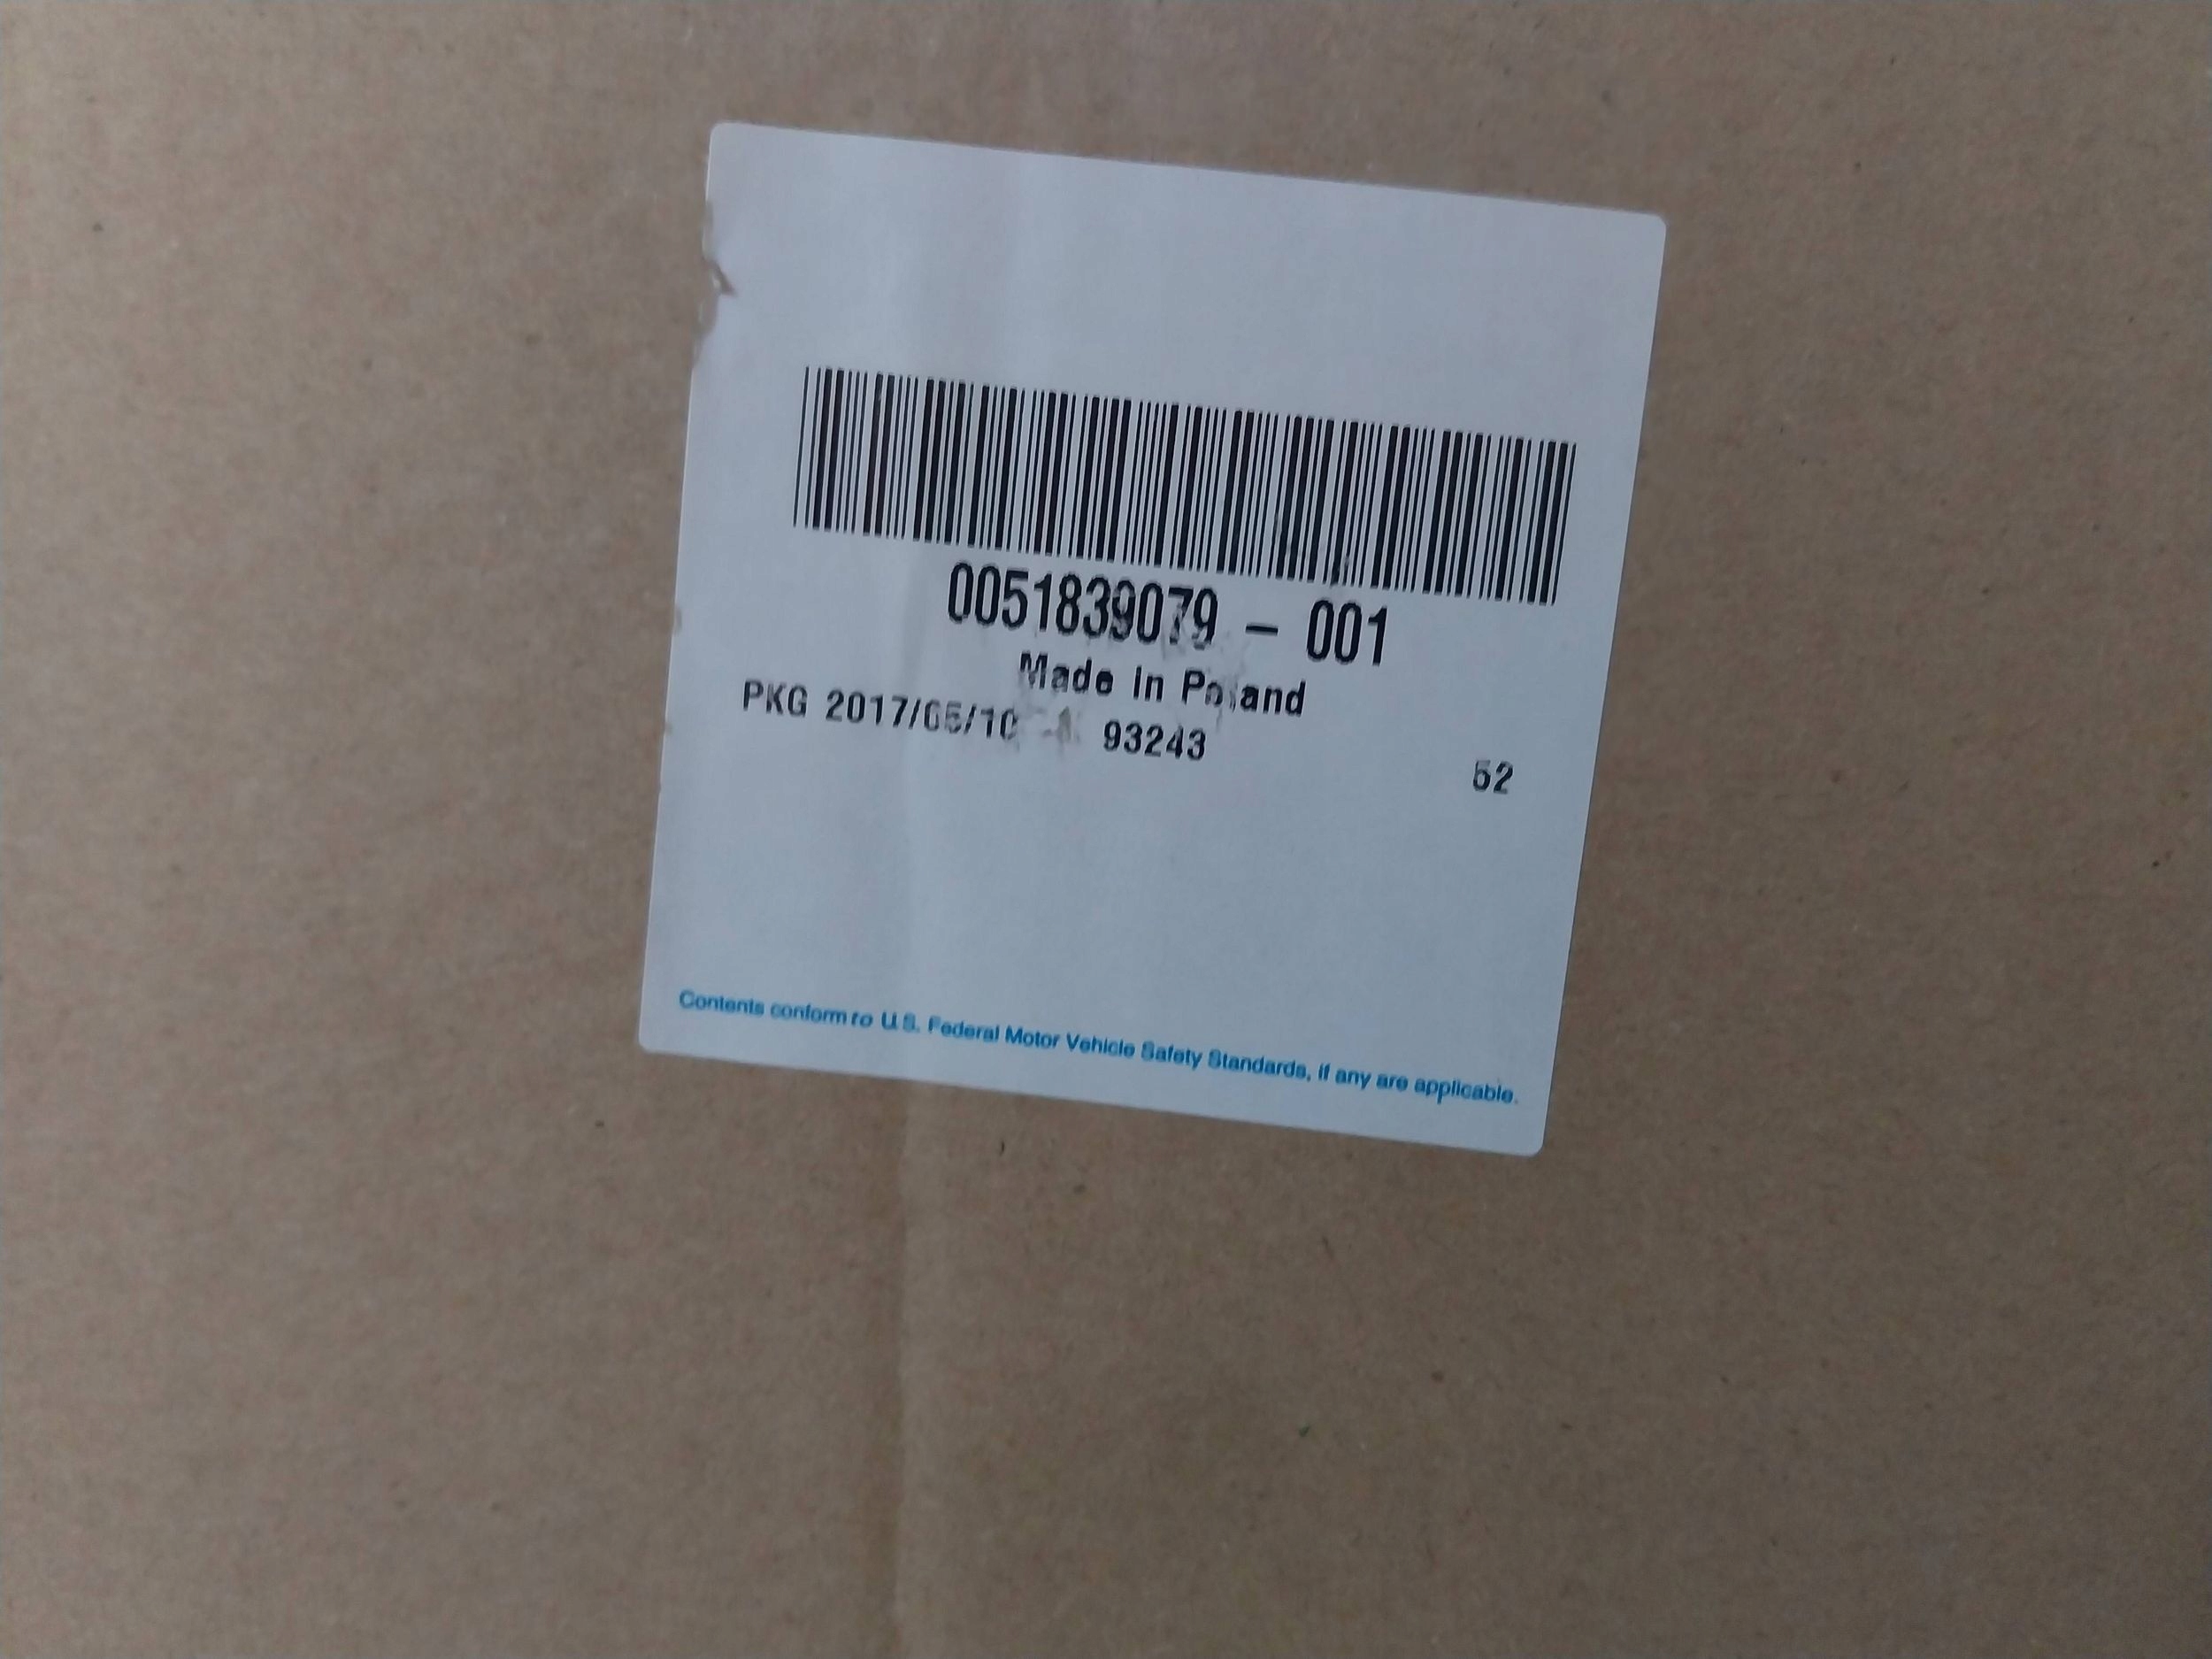 0051839079 – 001
Made In Poland
PKG 2017/05/10 93243
52
Contents conform to U.S. Federal Motor Vehicle Safety Standards, if any are applicable.